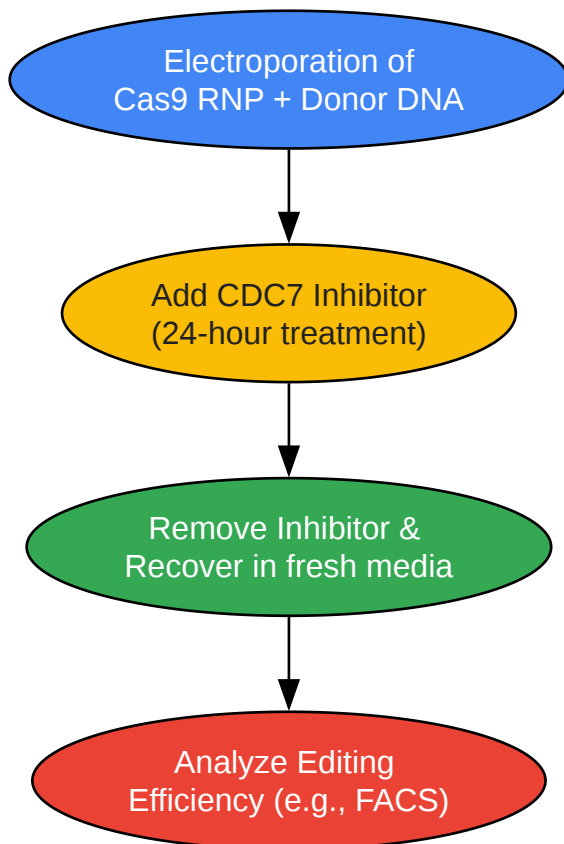 Electroporation of
Cas9 RNP + Donor DNA
Add CDC7 Inhibitor
(24-hour treatment)
Remove Inhibitor &
Recover in fresh media
Analyze Editing
Efficiency (e.g., FACS)